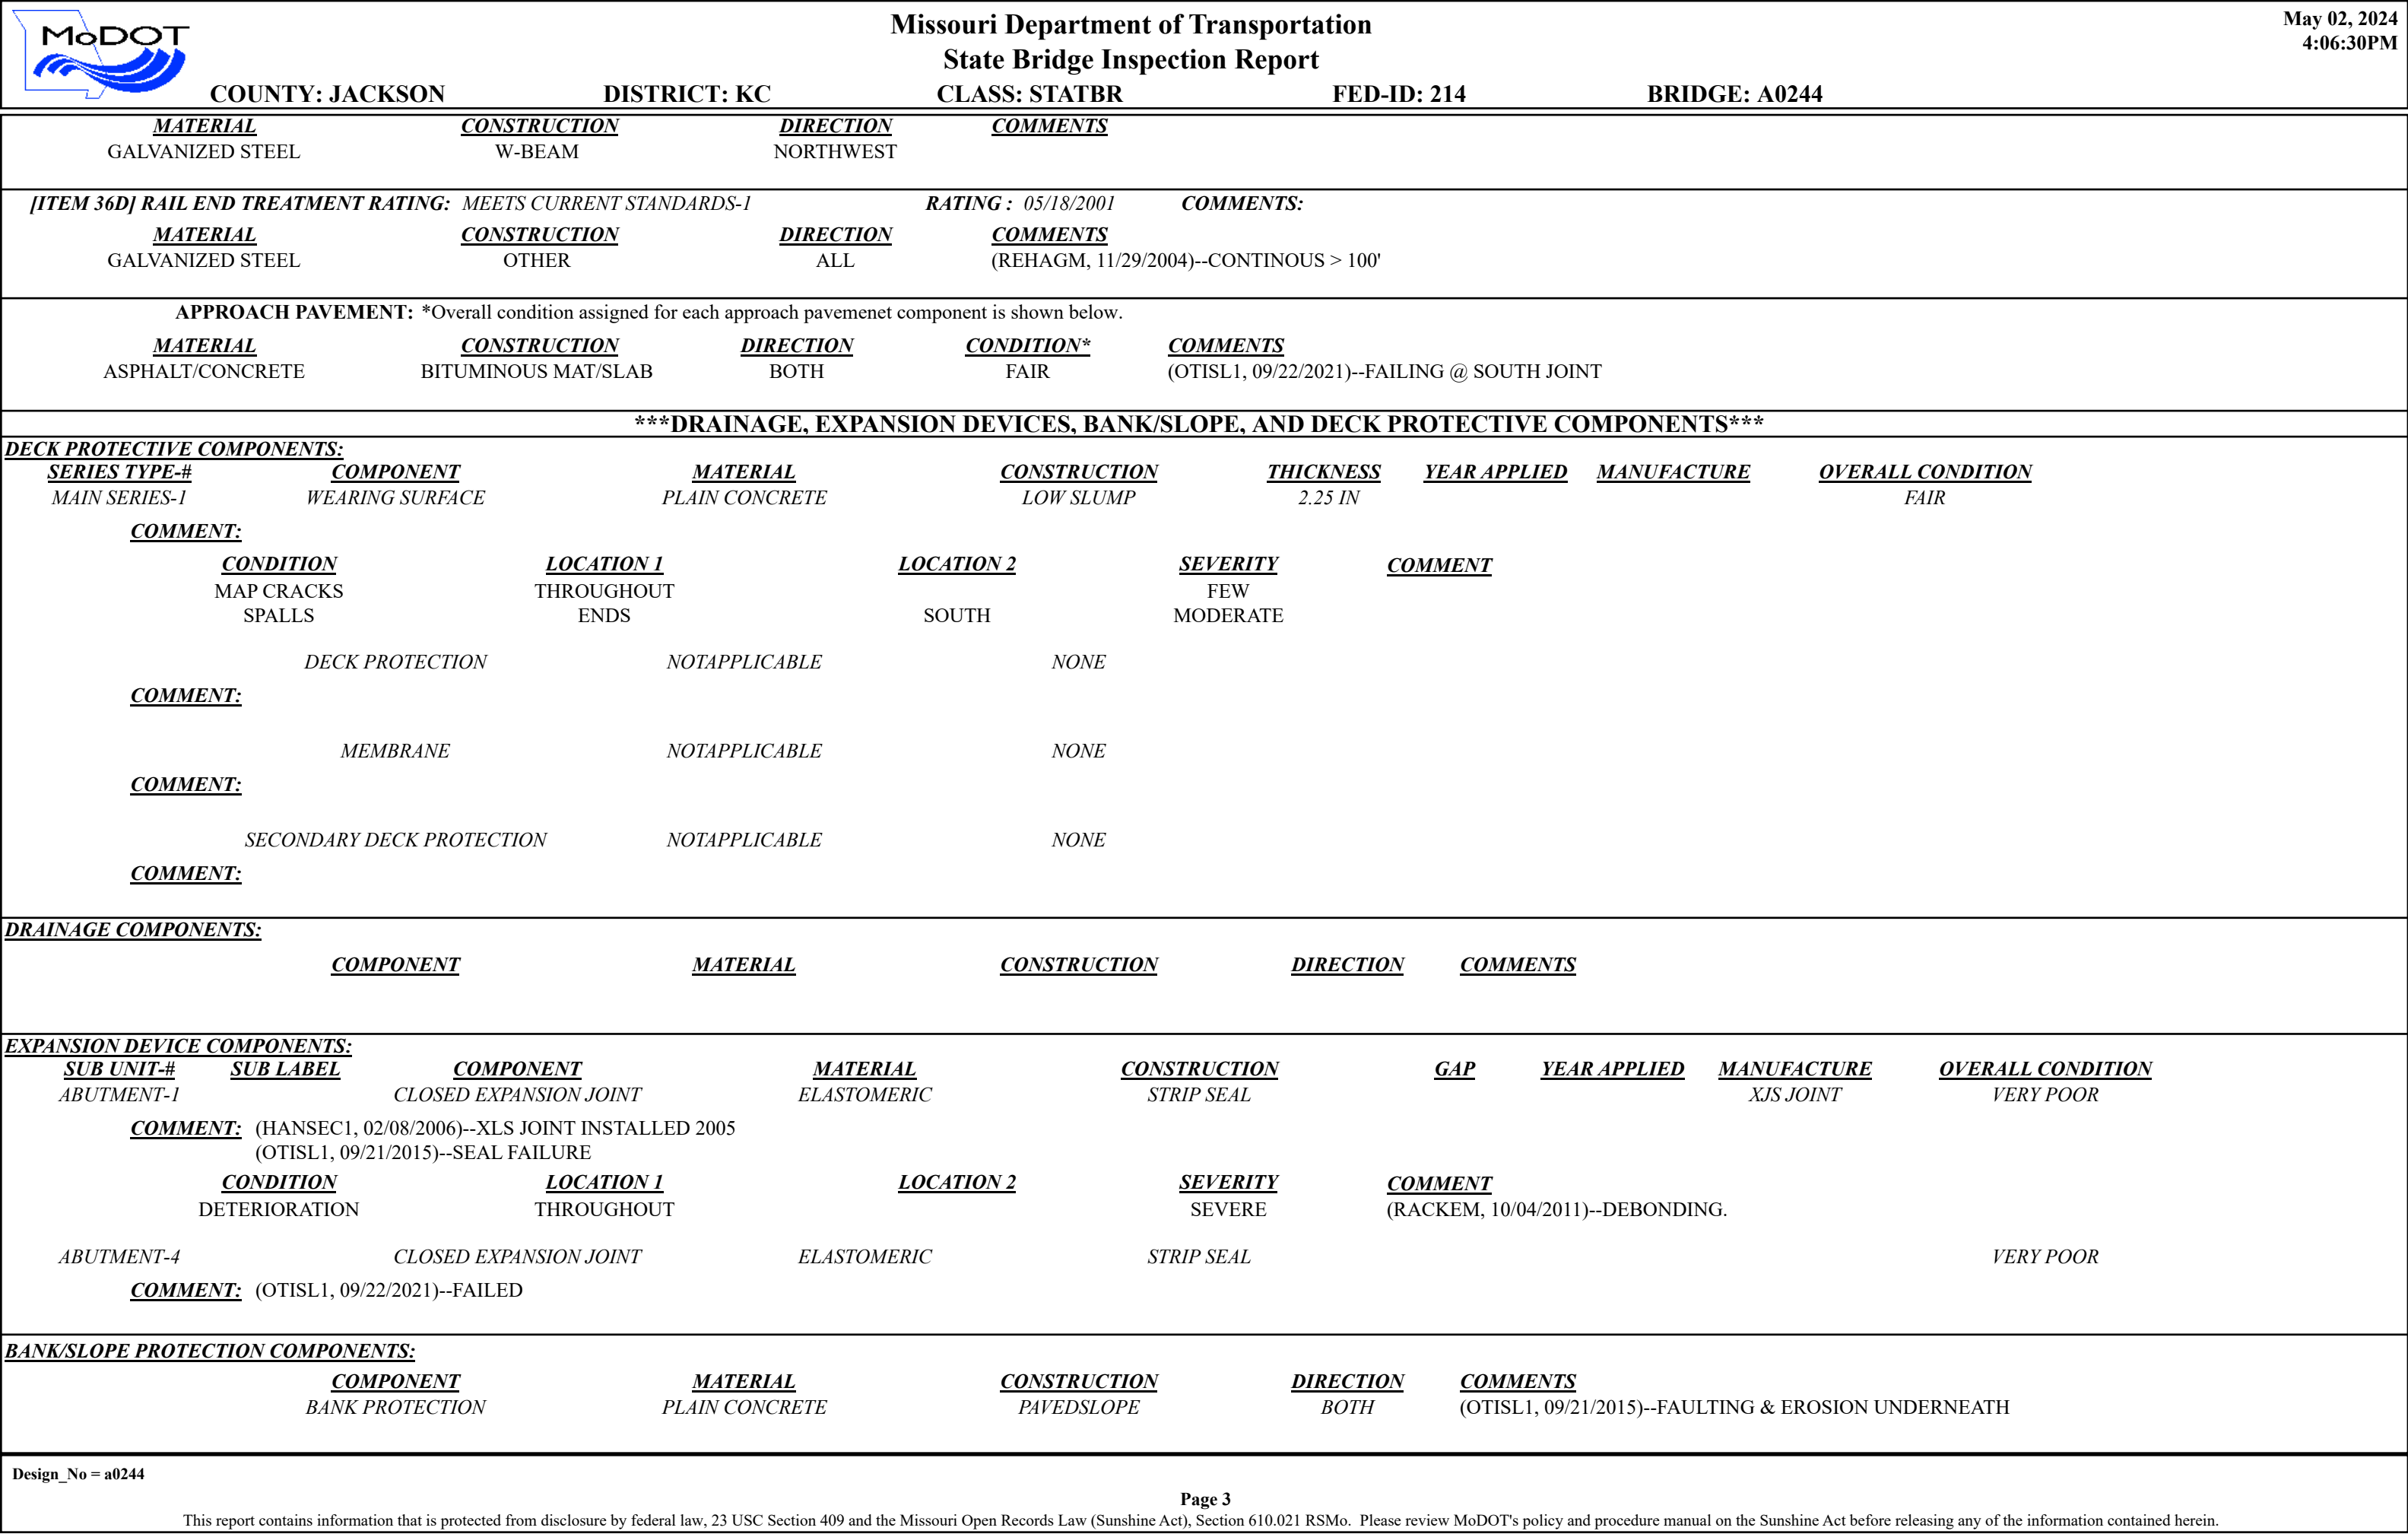 MoDOT
Missouri Department of Transportation
State Bridge Inspection Report
May 02, 2024
4:06:30PM
COUNTY: JACKSON DISTRICT: KC CLASS: STATBR FED-ID: 214 BRIDGE: A0244
MATERIAL CONSTRUCTION DIRECTION COMMENTS
GALVANIZED STEEL W-BEAM NORTHWEST
[ITEM 36D] RAIL END TREATMENT RATING: MEETS CURRENT STANDARDS-1 RATING : 05/18/2001 COMMENTS:
MATERIAL CONSTRUCTION DIRECTION COMMENTS
GALVANIZED STEEL OTHER ALL (REHAGM, 11/29/2004)--CONTINOUS > 100'
APPROACH PAVEMENT: *Overall condition assigned for each approach pavemenet component is shown below.
MATERIAL CONSTRUCTION DIRECTION CONDITION* COMMENTS
ASPHALT/CONCRETE BITUMINOUS MAT/SLAB BOTH FAIR (OTISL1, 09/22/2021)--FAILING @ SOUTH JOINT
***DRAINAGE, EXPANSION DEVICES, BANK/SLOPE, AND DECK PROTECTIVE COMPONENTS***
DECK PROTECTIVE COMPONENTS:
SERIES TYPE-# COMPONENT MATERIAL CONSTRUCTION THICKNESS YEAR APPLIED MANUFACTURE OVERALL CONDITION
MAIN SERIES-1 WEARING SURFACE PLAIN CONCRETE LOW SLUMP 2.25 IN FAIR
COMMENT:
CONDITION LOCATION 1 LOCATION 2 SEVERITY COMMENT
MAP CRACKS THROUGHOUT FEW
SPALLS ENDS SOUTH MODERATE
DECK PROTECTION NOTAPPLICABLE NONE
COMMENT:
MEMBRANE NOTAPPLICABLE NONE
COMMENT:
SECONDARY DECK PROTECTION NOTAPPLICABLE NONE
COMMENT:
DRAINAGE COMPONENTS:
COMPONENT MATERIAL CONSTRUCTION DIRECTION COMMENTS
EXPANSION DEVICE COMPONENTS:
SUB UNIT-# SUB LABEL COMPONENT MATERIAL CONSTRUCTION GAP YEAR APPLIED MANUFACTURE OVERALL CONDITION
ABUTMENT-1 CLOSED EXPANSION JOINT ELASTOMERIC STRIP SEAL XJS JOINT VERY POOR
COMMENT: (HANSEC1, 02/08/2006)--XLS JOINT INSTALLED 2005
(OTISL1, 09/21/2015)--SEAL FAILURE
CONDITION LOCATION 1 LOCATION 2 SEVERITY COMMENT
DETERIORATION THROUGHOUT SEVERE (RACKEM, 10/04/2011)--DEBONDING.
ABUTMENT-4 CLOSED EXPANSION JOINT ELASTOMERIC STRIP SEAL VERY POOR
COMMENT: (OTISL1, 09/22/2021)--FAILED
BANK/SLOPE PROTECTION COMPONENTS:
COMPONENT MATERIAL CONSTRUCTION DIRECTION COMMENTS
BANK PROTECTION PLAIN CONCRETE PAVEDSLOPE BOTH (OTISL1, 09/21/2015)--FAULTING & EROSION UNDERNEATH
Design_No = a0244
Page 3
This report contains information that is protected from disclosure by federal law, 23 USC Section 409 and the Missouri Open Records Law (Sunshine Act), Section 610.021 RSMo. Please review MoDOT's policy and procedure manual on the Sunshine Act before releasing any of the information contained herein.